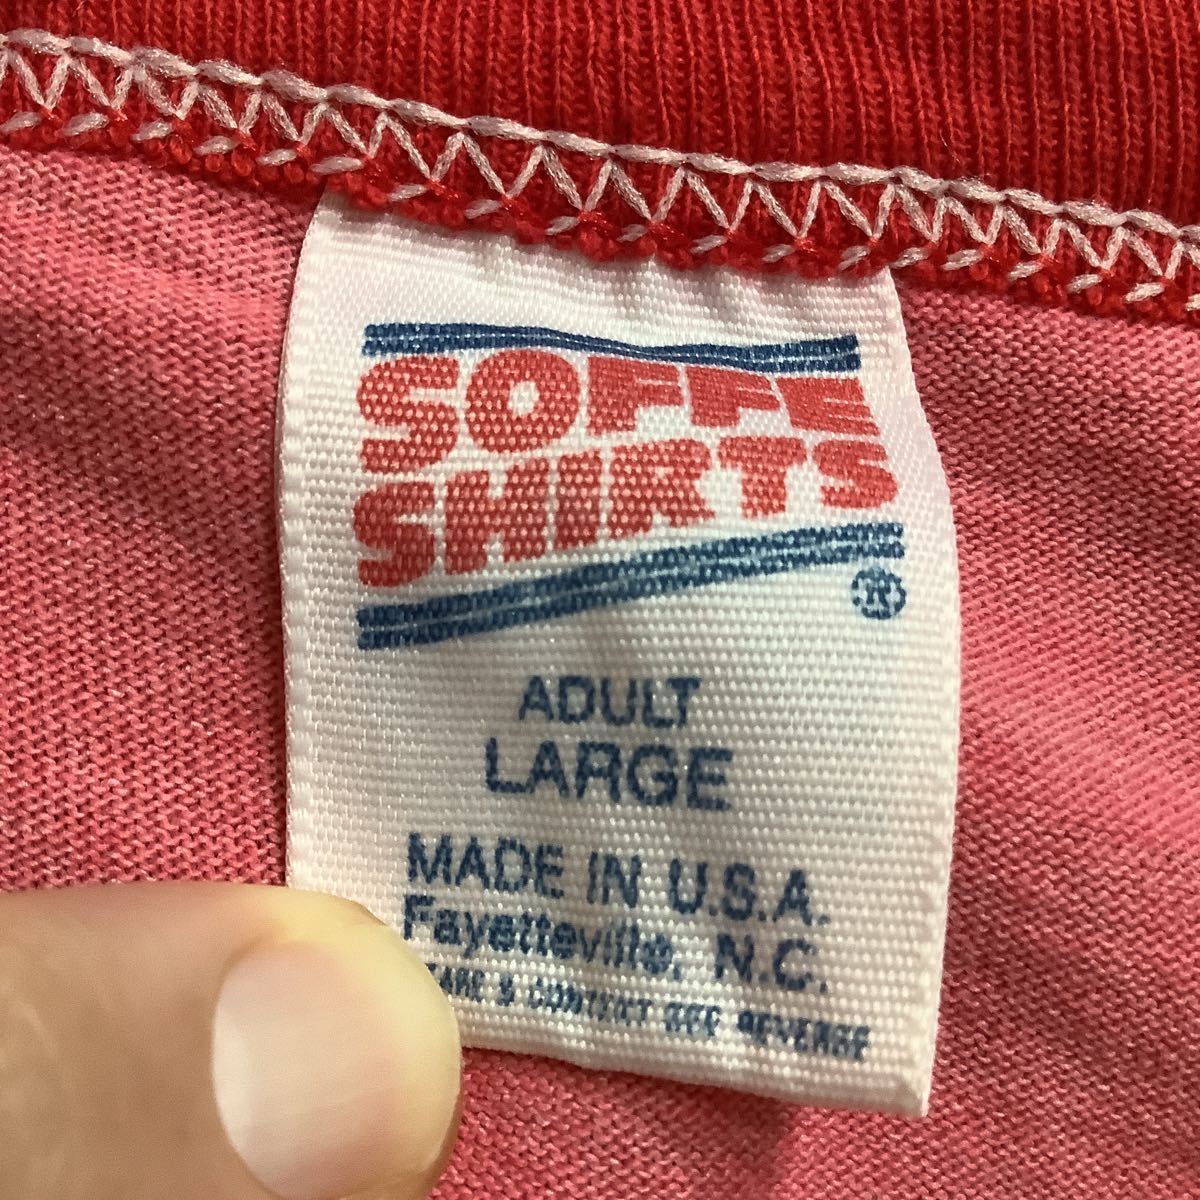 SOFFE
SHIRTS
®
ADULT
LARGE
MADE IN U.S.A.
Fayetteville, N.C.
CARE & CONTENT SEE REVERSE